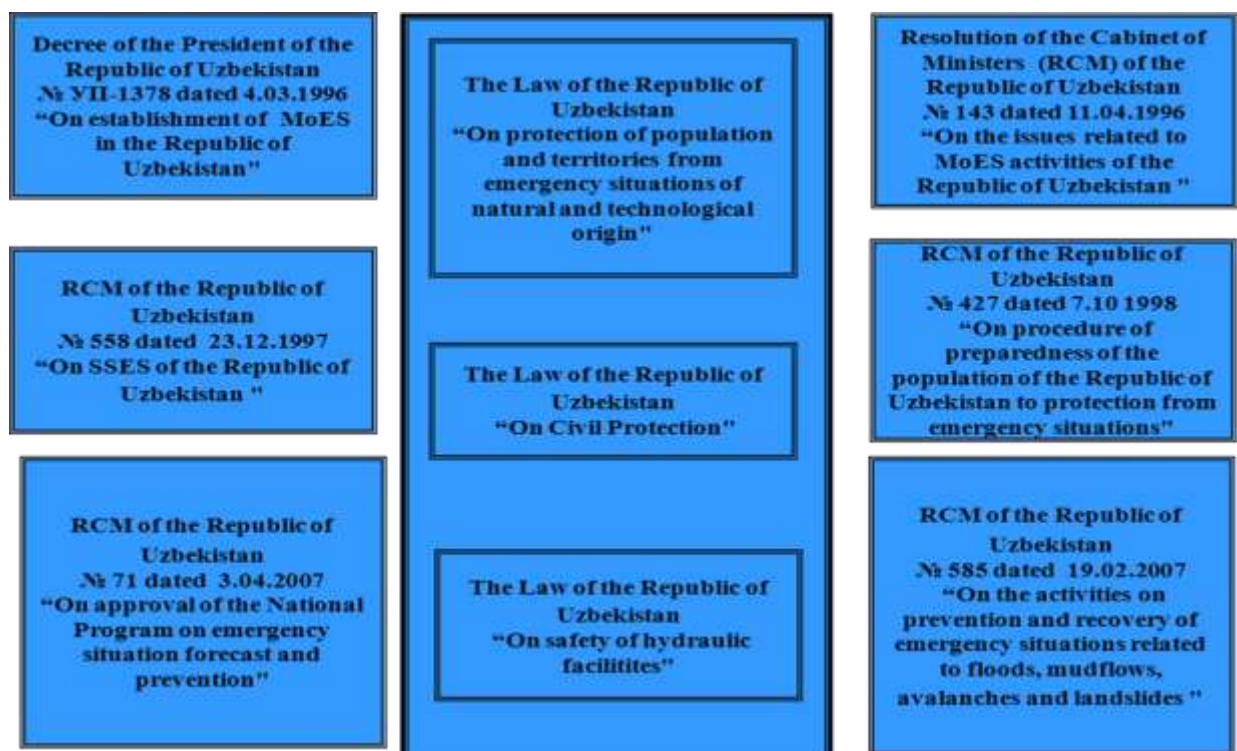 Decree of the President of the
Republic of Uzbekistan
№ УП-1378 dated 4.03.1996
“On establishment of MoES
in the Republic of
Uzbekistan"
RCM of the Republic of
Uzbekistan
№ 558 dated 23.12.1997
“On SSES of the Republic of
Uzbekistan "
RCM of the Republic of
Uzbekistan
№ 71 dated 3.04.2007
“On approval of the National
Program on emergency
situation forecast and
prevention"
The Law of the Republic of
Uzbekistan
“On protection of population
and territories from
emergency situations of
natural and technological
origin"
The Law of the Republic of
Uzbekistan
“On Civil Protection"
The Law of the Republic of
Uzbekistan
“On safety of hydraulic
facilitites"
Resolution of the Cabinet of
Ministers (RCM) of the
Republic of Uzbekistan
№ 143 dated 11.04.1996
“On the issues related to
MoES activities of the
Republic of Uzbekistan "
RCM of the Republic of
Uzbekistan
№ 427 dated 7.10 1998
“On procedure of
preparedness of the
population of the Republic of
Uzbekistan to protection from
emergency situations"
RCM of the Republic of
Uzbekistan
№ 585 dated 19.02.2007
“On the activities on
prevention and recovery of
emergency situations related
to floods, mudflows,
avalanches and landslides "